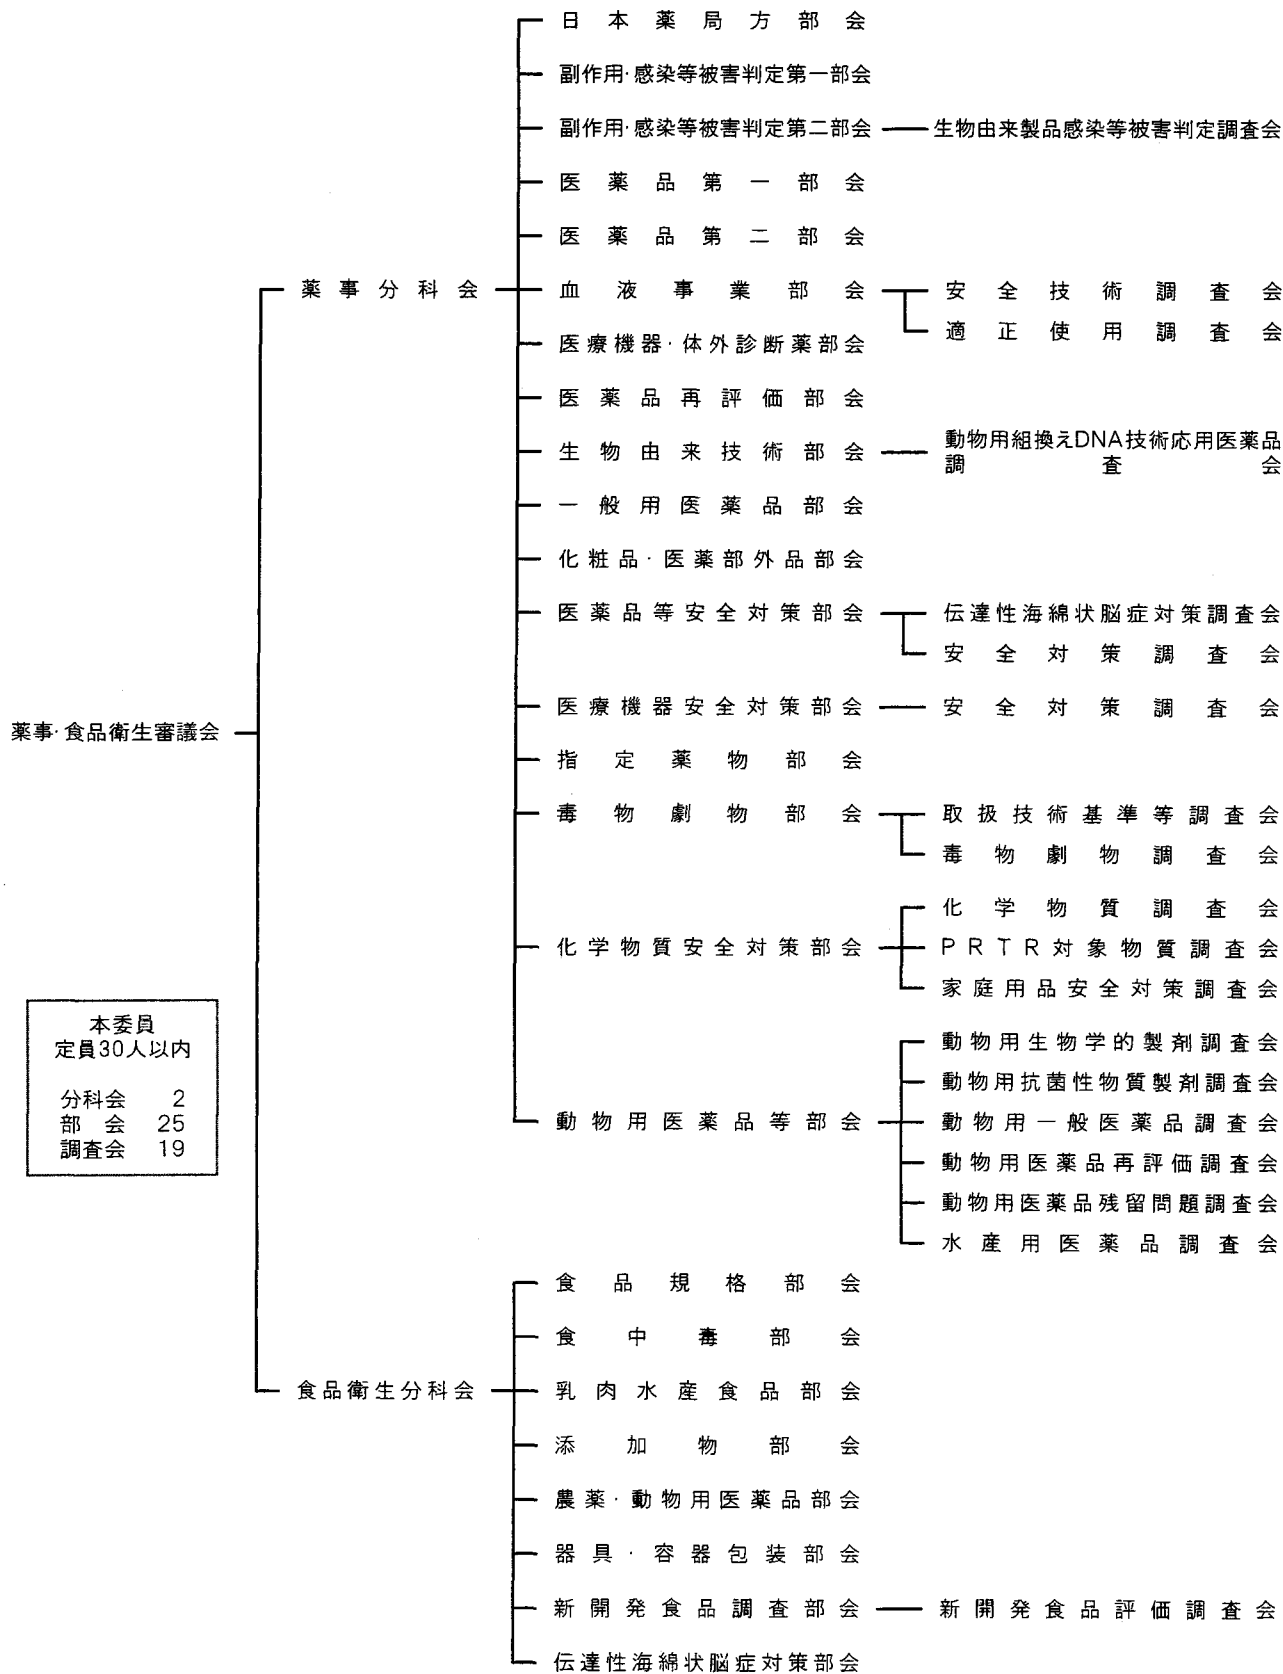 薬事・食品衛生審議会
薬事分科会
日本薬局方部会
副作用・感染等被害判定第一部会
副作用・感染等被害判定第二部会
生物由来製品感染等被害判定調査会
医薬品第一部会
医薬品第二部会
血液事業部会
安全技術調査会
適正使用調査会
医療機器・体外診断薬部会
医薬品再評価部会
生物由来技術部会
動物用組換えDNA技術応用医薬品
調査会
一般用医薬品部会
化粧品・医薬部外品部会
医薬品等安全対策部会
伝達性海綿状脳症対策調査会
安全対策調査会
医療機器安全対策部会
安全対策調査会
指定薬物部会
毒物劇物部会
取扱技術基準等調査会
毒物劇物調査会
化学物質安全対策部会
化学物質調査会
PRTR対象物質調査会
家庭用品安全対策調査会
動物用医薬品等部会
動物用生物学的製剤調査会
動物用抗菌性物質製剤調査会
動物用一般医薬品調査会
動物用医薬品再評価調査会
動物用医薬品残留問題調査会
水産用医薬品調査会
食品衛生分科会
食品規格部会
食中毒部会
乳肉水産食品部会
添加物部会
農薬・動物用医薬品部会
器具・容器包装部会
新開発食品調査部会
新開発食品評価調査会
伝達性海綿状脳症対策部会
本委員
定員30人以内
分科会 2
部会 25
調査会 19